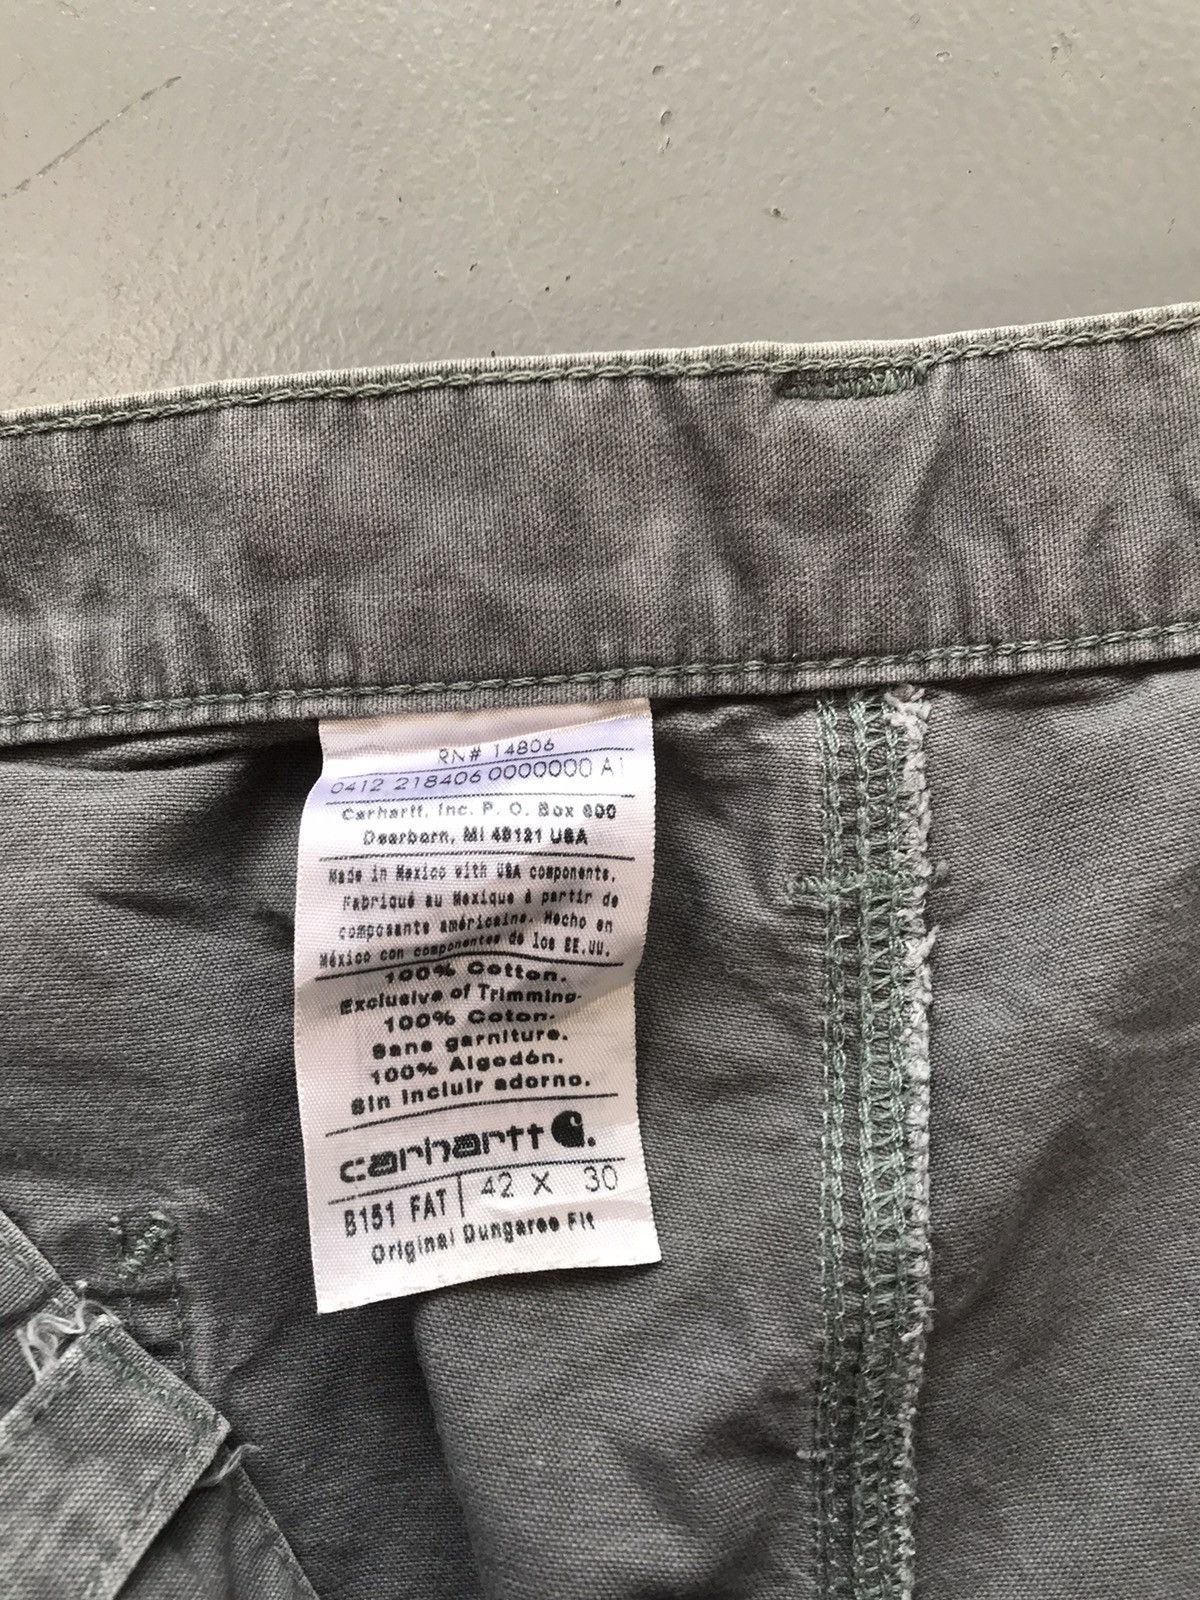 RN# 14806
0412 218406 0000000 A1
Carhartt, Inc. P. O. Box 600
Dearborn, MI 48121 USA
Made in Mexico with USA components.
Fabriqué au Mexique à partir de
composants américains. Hecho en
México con componentes de los EE.UU.
100% Cotton.
Exclusive of Trimming.
100% Coton.
Sans garniture.
100% Algodón.
Sin incluir adorno.
carhartt
B151 FAT 42 X 30
Original Dungaree Fit